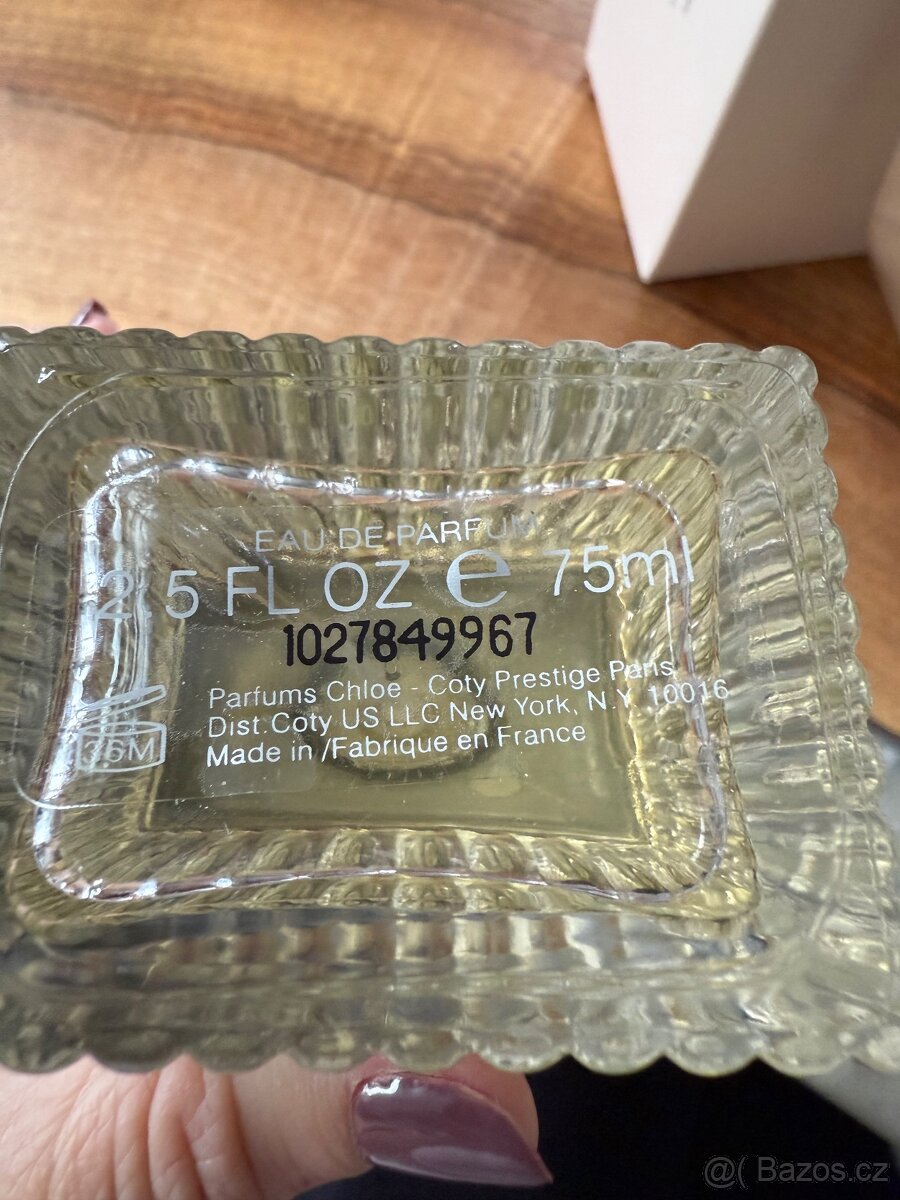 EAU DE PARFUM
2.5 FL OZ e 75ml
1027849967
Parfums Chloe - Coty Prestige Paris
Dist.Coty US LLC New York, N.Y. 10016
36M
Made in /Fabrique en France
@( Bazos.cz